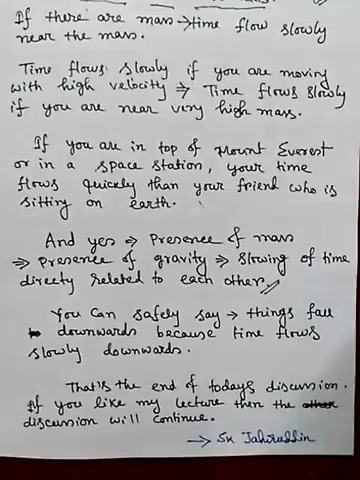 If there are mass → time flow slowly
near the mass.
Time flows slowly if you are moving
with high velocity ⇒ Time flows slowly
if you are near very high mass.
If you are in top of Mount Everest
or in a space station, your time
flows quickly than your friend who is
sitting on earth.
And yes ⇒ Presence of mass
⇒ presence of gravity ⇒ slowing of time
directly related to each other.
You can safely say → things fall
downwards because time flows
slowly downwards.
That's the end of todays discussion.
If you like my lecture then the
discussion will continue.
→ Sk Jahiruddin